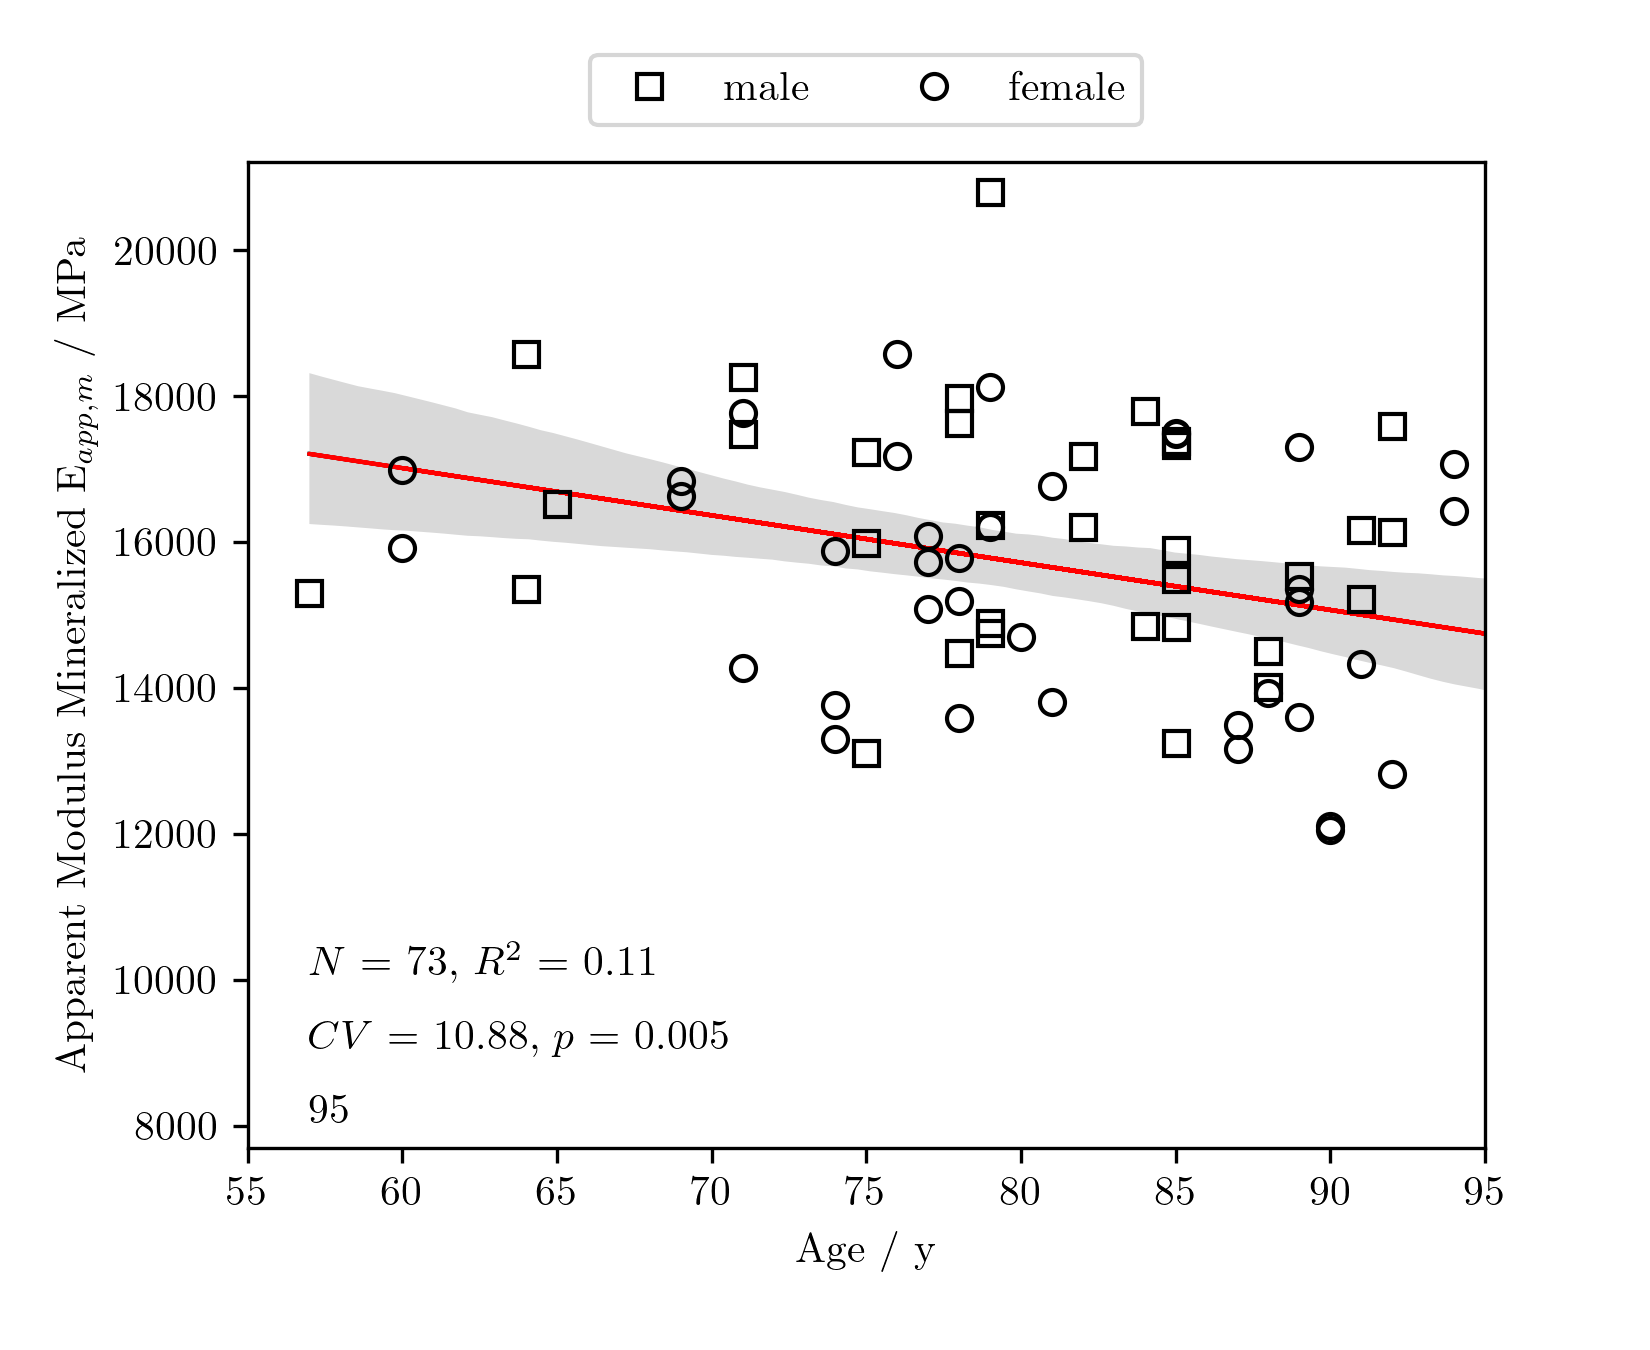 male female
Apparent Modulus Mineralized E_{app,m} / MPa
20000
18000
16000
14000
12000
10000
8000
N = 73, R² = 0.11
CV = 10.88, p = 0.005
95
55 60 65 70 75 80 85 90 95
Age / y